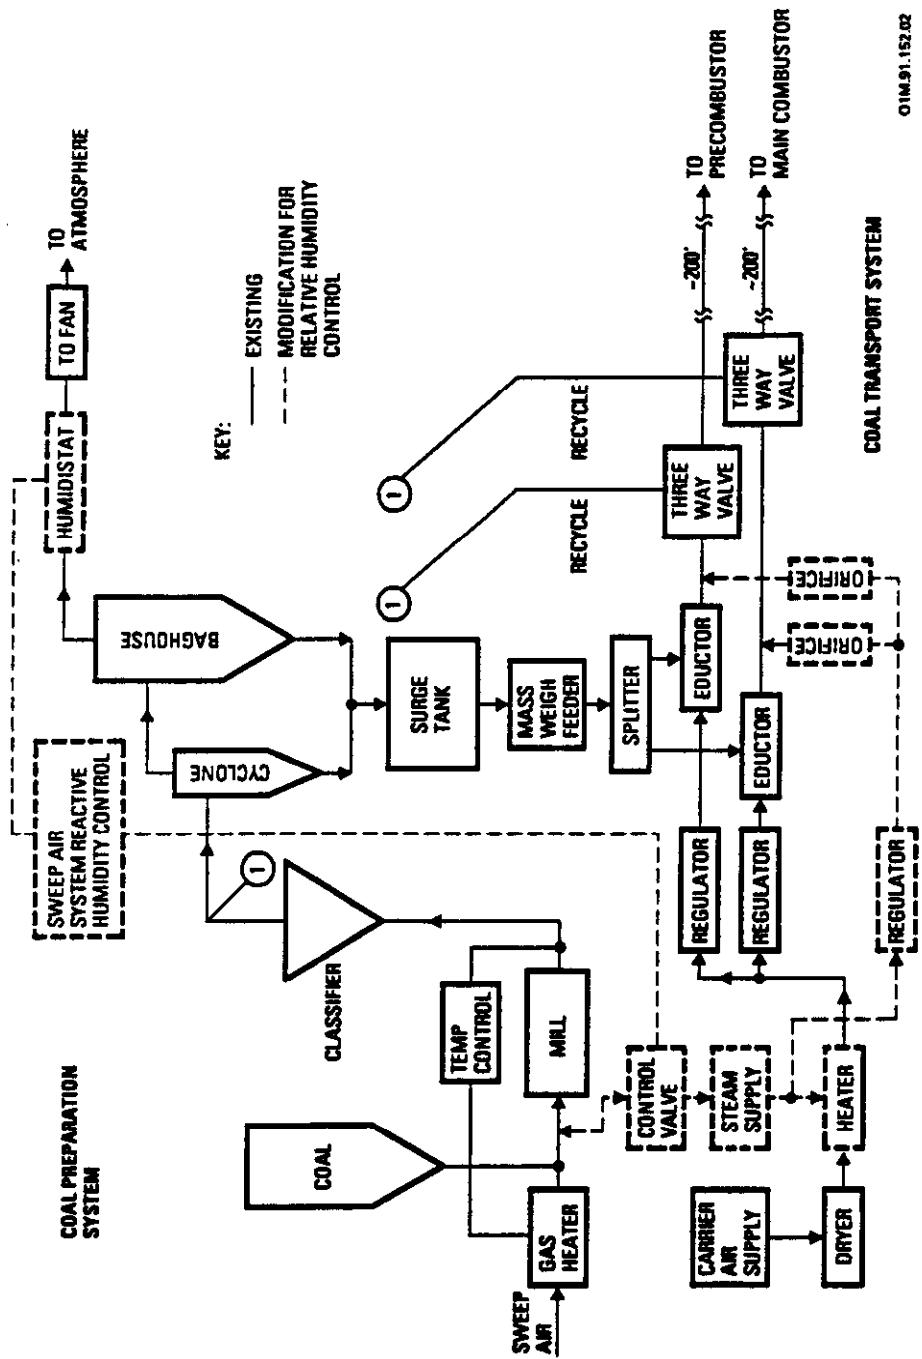 COAL PREPARATION
SYSTEM
SWEEP AIR
SYSTEM REACTIVE
HUMIDITY CONTROL
HUMIDISTAT
TO FAN
TO
ATMOSPHERE
KEY:
EXISTING
MODIFICATION FOR
RELATIVE HUMIDITY
CONTROL
COAL
CLASSIFIER
1
CYCLONE
BAGHOUSE
SWEEP
AIR
GAS
HEATER
TEMP
CONTROL
MILL
SURGE
TANK
MASS
WEIGH
FEEDER
SPLITTER
1
1
RECYCLE
RECYCLE
CONTROL
VALVE
STEAM
SUPPLY
HEATER
CARRIER
AIR
SUPPLY
DRYER
REGULATOR
REGULATOR
REGULATOR
EDUCTOR
EDUCTOR
ORIFICE
ORIFICE
THREE
WAY
VALVE
THREE
WAY
VALVE
~200'
~200'
TO
PRECOMBUSTOR
TO
MAIN COMBUSTOR
COAL TRANSPORT SYSTEM
01M.91.152.02